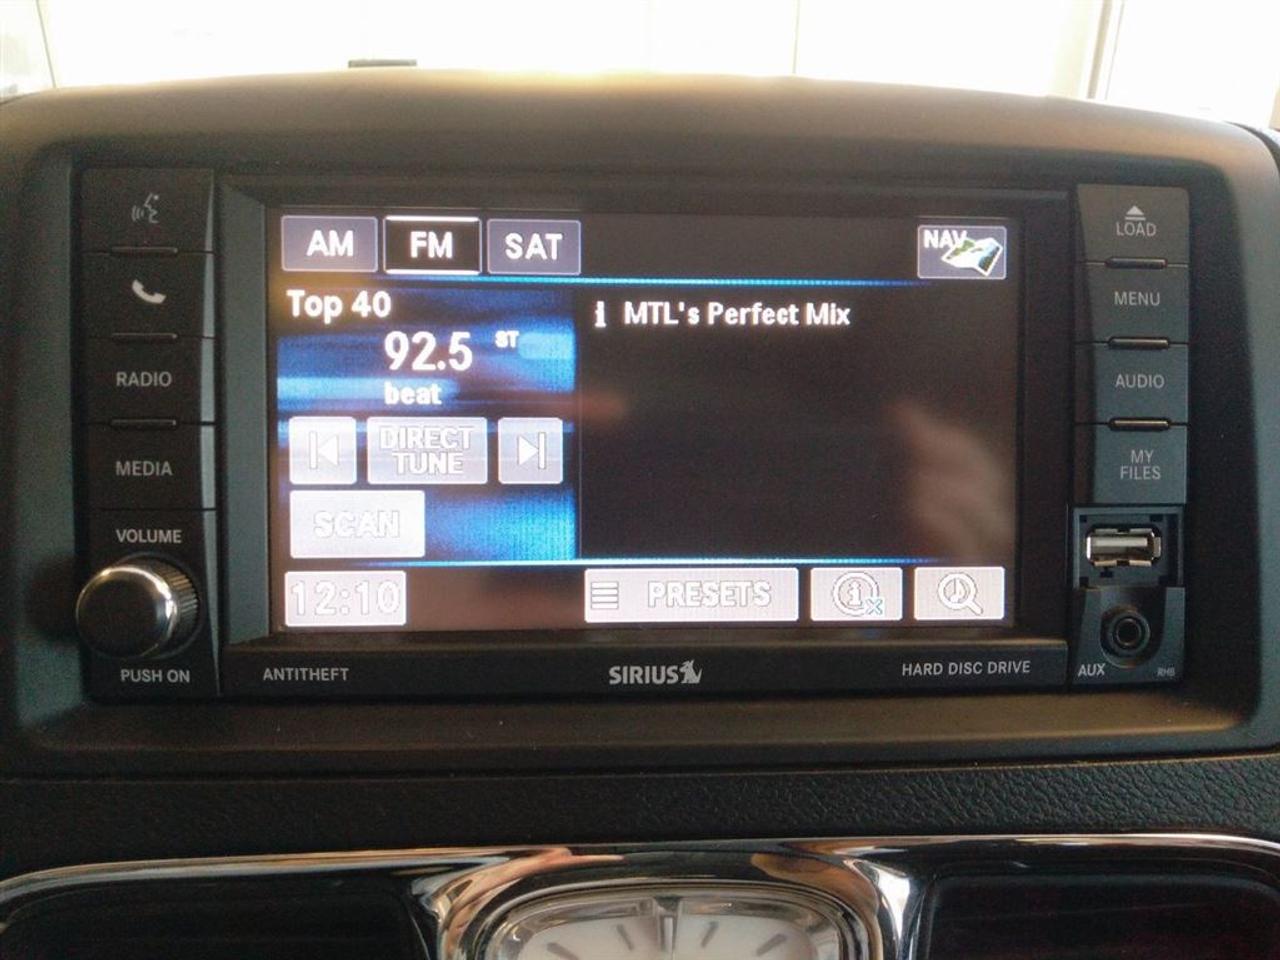 AM FM SAT NAV
Top 40
92.5 ST
beat
i MTL's Perfect Mix
DIRECT
TUNE
SCAN
12:10
PRESETS
i x
RADIO
MEDIA
VOLUME
PUSH ON
LOAD
MENU
AUDIO
MY
FILES
AUX RHB
ANTITHEFT SIRIUS HARD DISC DRIVE